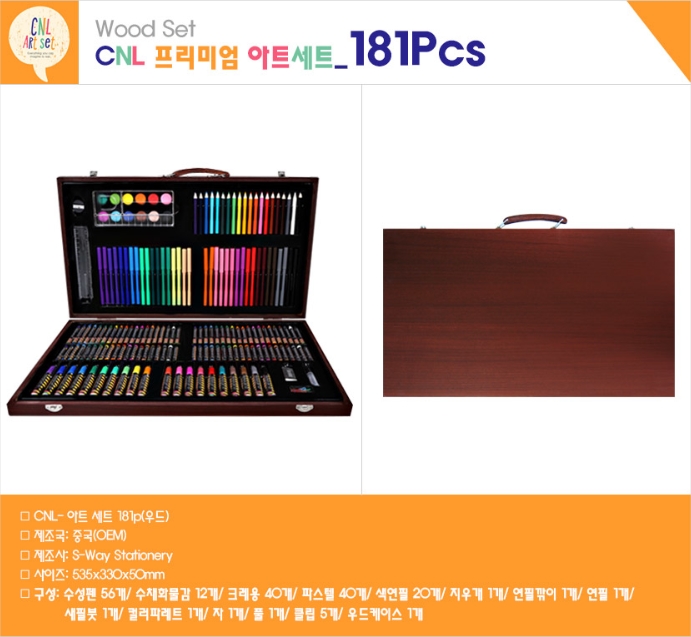 CNL
Art set
Wood Set
CNL 프리미엄 아트세트_181Pcs
□ CNL- 아트 세트 181p(우드)
□ 제조국: 중국(OEM)
□ 제조사: S-Way Stationery
□ 사이즈: 535x330x50mm
□ 구성: 수성펜 56개/ 수채화물감 12개/ 크레용 40개/ 파스텔 40개/ 색연필 20개/ 지우개 1개/ 연필깎이 1개/ 연필 1개/
새필붓 1개/ 컬러파레트 1개/ 자 1개/ 풀 1개/ 클립 5개/ 우드케이스 1개